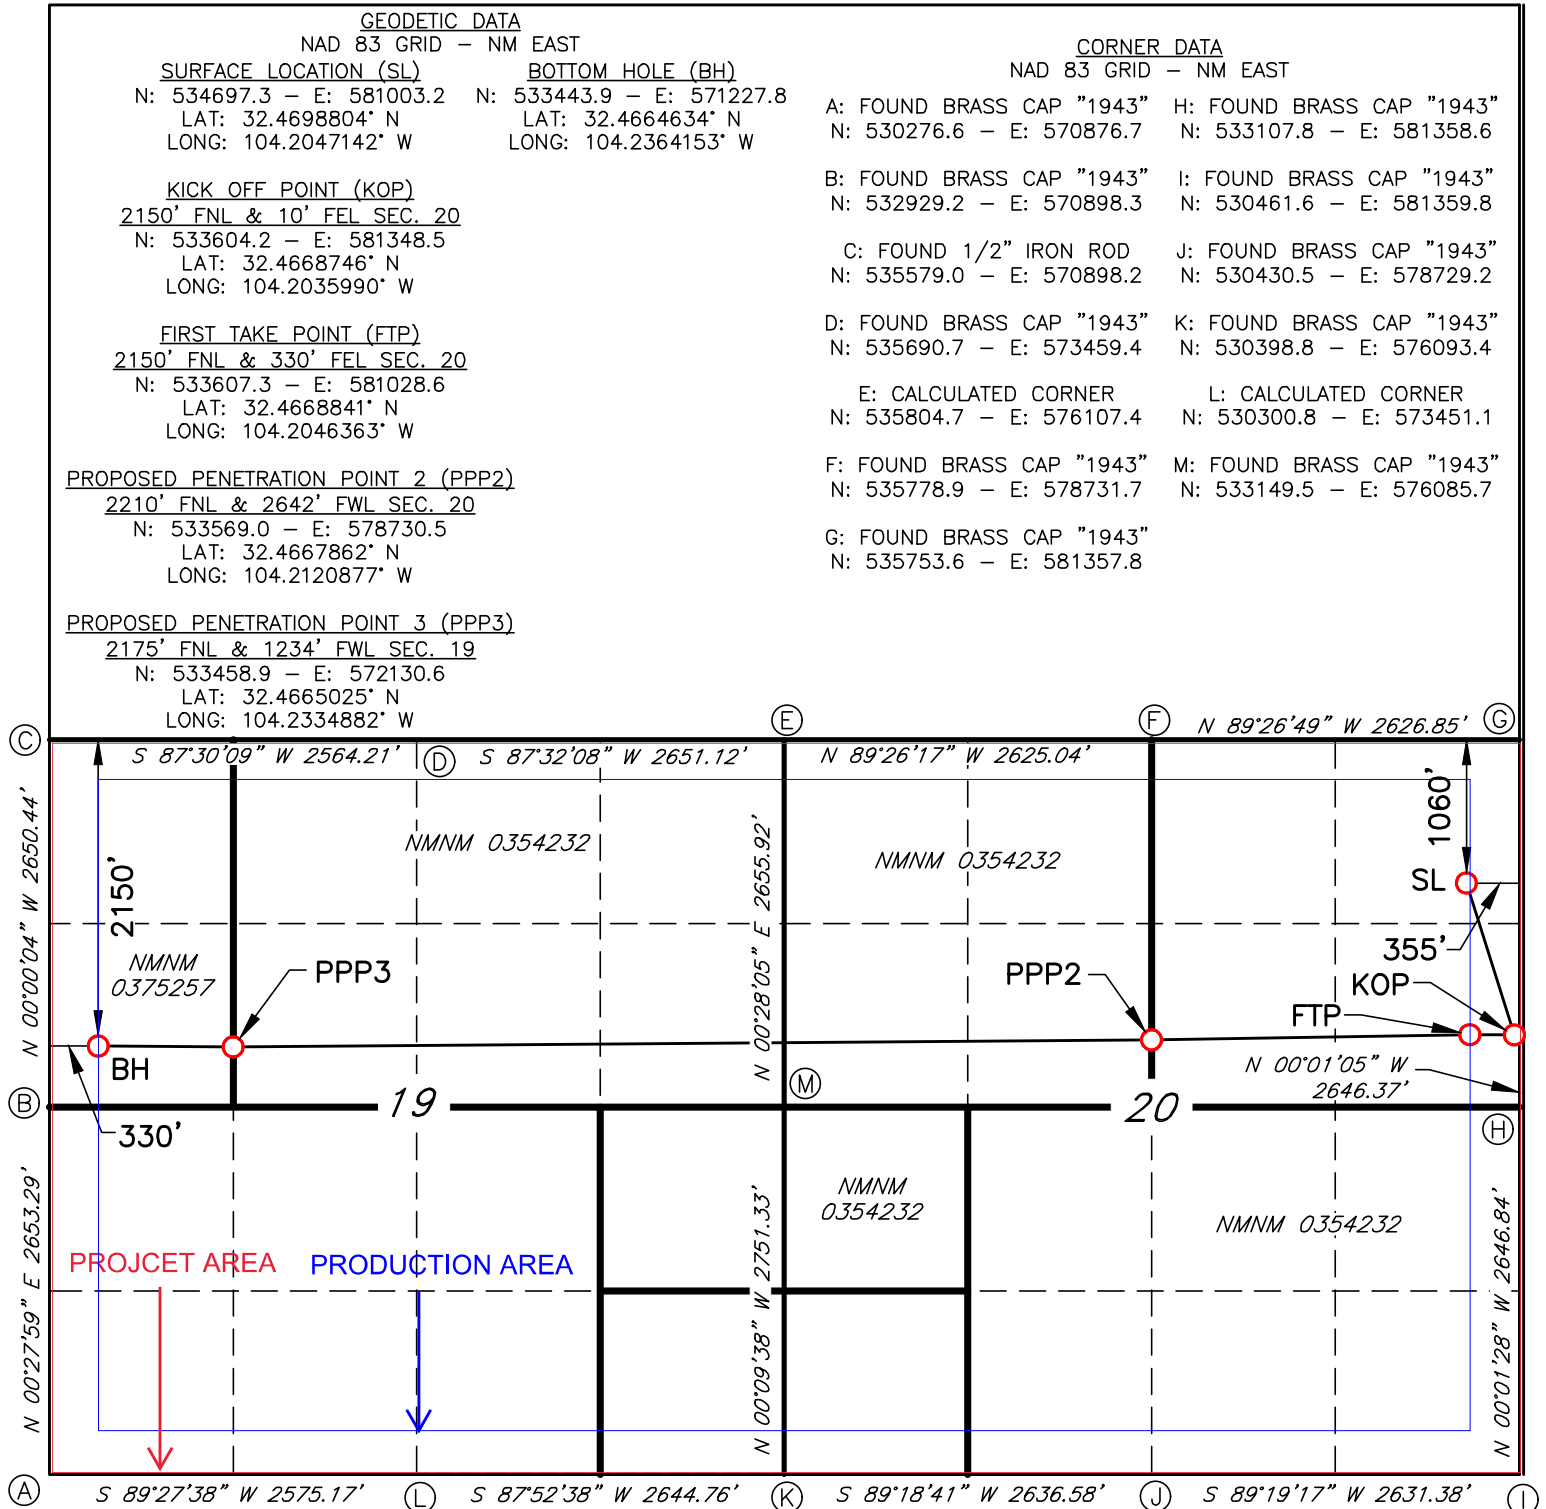 GEODETIC DATA
NAD 83 GRID – NM EAST
SURFACE LOCATION (SL)
N: 534697.3 – E: 581003.2
LAT: 32.4698804° N
LONG: 104.2047142° W
BOTTOM HOLE (BH)
N: 533443.9 – E: 571227.8
LAT: 32.4664634° N
LONG: 104.2364153° W
KICK OFF POINT (KOP)
2150' FNL & 10' FEL SEC. 20
N: 533604.2 – E: 581348.5
LAT: 32.4668746° N
LONG: 104.2035990° W
FIRST TAKE POINT (FTP)
2150' FNL & 330' FEL SEC. 20
N: 533607.3 – E: 581028.6
LAT: 32.4668841° N
LONG: 104.2046363° W
PROPOSED PENETRATION POINT 2 (PPP2)
2210' FNL & 2642' FWL SEC. 20
N: 533569.0 – E: 578730.5
LAT: 32.4667862° N
LONG: 104.2120877° W
PROPOSED PENETRATION POINT 3 (PPP3)
2175' FNL & 1234' FWL SEC. 19
N: 533458.9 – E: 572130.6
LAT: 32.4665025° N
LONG: 104.2334882° W
CORNER DATA
NAD 83 GRID – NM EAST
A: FOUND BRASS CAP "1943"
N: 530276.6 – E: 570876.7
B: FOUND BRASS CAP "1943"
N: 532929.2 – E: 570898.3
C: FOUND 1/2" IRON ROD
N: 535579.0 – E: 570898.2
D: FOUND BRASS CAP "1943"
N: 535690.7 – E: 573459.4
E: CALCULATED CORNER
N: 535804.7 – E: 576107.4
F: FOUND BRASS CAP "1943"
N: 535778.9 – E: 578731.7
G: FOUND BRASS CAP "1943"
N: 535753.6 – E: 581357.8
H: FOUND BRASS CAP "1943"
N: 533107.8 – E: 581358.6
I: FOUND BRASS CAP "1943"
N: 530461.6 – E: 581359.8
J: FOUND BRASS CAP "1943"
N: 530430.5 – E: 578729.2
K: FOUND BRASS CAP "1943"
N: 530398.8 – E: 576093.4
L: CALCULATED CORNER
N: 530300.8 – E: 573451.1
M: FOUND BRASS CAP "1943"
N: 533149.5 – E: 576085.7
C
E
F
N 89°26'49" W 2626.85'
G
S 87°30'09" W 2564.21'
D
S 87°32'08" W 2651.12'
N 89°26'17" W 2625.04'
N 00°00'04" W 2650.44'
2150'
NMNM 0354232
N 00°28'05" E 2655.92'
NMNM 0354232
1060'
SL
355'
NMNM
0375257
PPP3
PPP2
KOP
FTP
BH
N 00°01'05" W
2646.37'
M
B
19
20
330'
H
N 00°27'59" E 2653.29'
NMNM
0354232
N 00°09'38" W 2751.33'
NMNM 0354232
N 00°01'28" W 2646.84'
PROJCET AREA
PRODUCTION AREA
A
S 89°27'38" W 2575.17'
L
S 87°52'38" W 2644.76'
K
S 89°18'41" W 2636.58'
J
S 89°19'17" W 2631.38'
I